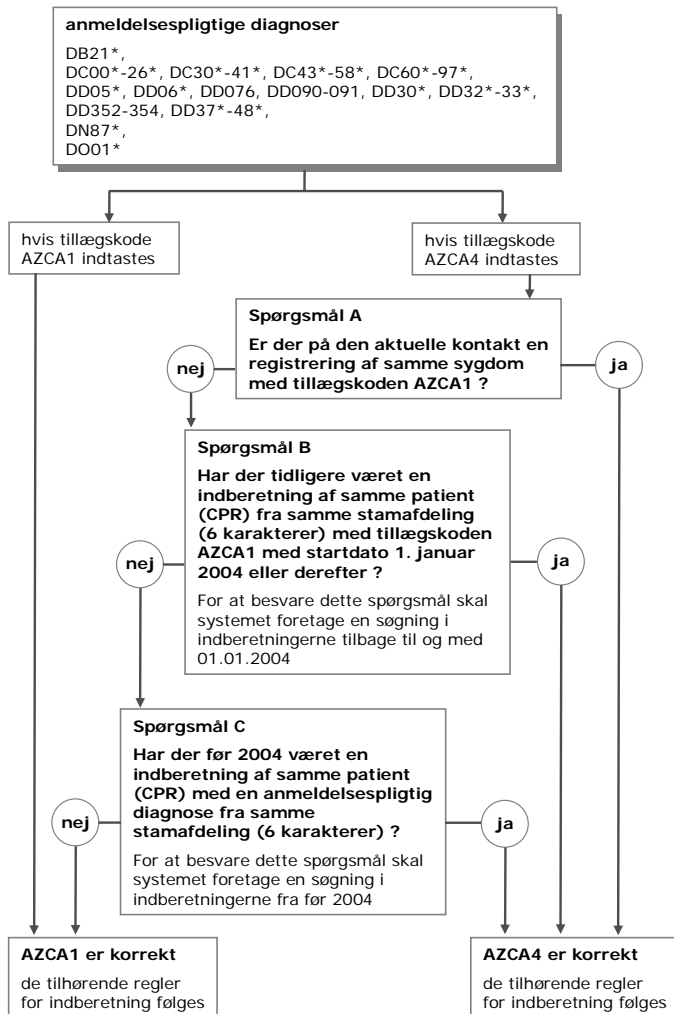 anmeldelsespligtige diagnoser
DB21*,
DC00*-26*, DC30*-41*, DC43*-58*, DC60*-97*,
DD05*, DD06*, DD076, DD090-091, DD30*, DD32*-33*,
DD352-354, DD37*-48*,
DN87*,
DO01*
hvis tillægskode
AZCA1 indtastes
hvis tillægskode
AZCA4 indtastes
Spørgsmål A
Er der på den aktuelle kontakt en
registrering af samme sygdom
med tillægskoden AZCA1 ?
nej
ja
Spørgsmål B
Har der tidligere været en
indberetning af samme patient
(CPR) fra samme stamafdeling
(6 karakterer) med tillægskoden
AZCA1 med startdato 1. januar
2004 eller derefter ?
For at besvare dette spørgsmål skal
systemet foretage en søgning i
indberetningerne tilbage til og med
01.01.2004
nej
ja
Spørgsmål C
Har der før 2004 været en
indberetning af samme patient
(CPR) med en anmeldelsespligtig
diagnose fra samme
stamafdeling (6 karakterer) ?
For at besvare dette spørgsmål skal
systemet foretage en søgning i
indberetningerne fra før 2004
nej
ja
AZCA1 er korrekt
de tilhørende regler
for indberetning følges
AZCA4 er korrekt
de tilhørende regler
for indberetning følges